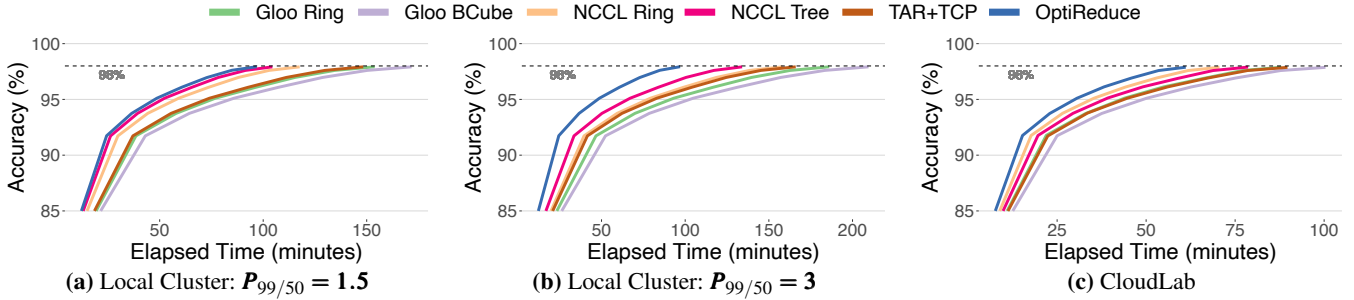 Gloo Ring Gloo BCube NCCL Ring NCCL Tree TAR+TCP OptiReduce
Accuracy (%)
100
95
90
85
98%
50 100 150
Elapsed Time (minutes)
(a) Local Cluster: P99/50 = 1.5
Accuracy (%)
100
95
90
85
98%
50 100 150 200
Elapsed Time (minutes)
(b) Local Cluster: P99/50 = 3
Accuracy (%)
100
95
90
85
98%
25 50 75 100
Elapsed Time (minutes)
(c) CloudLab